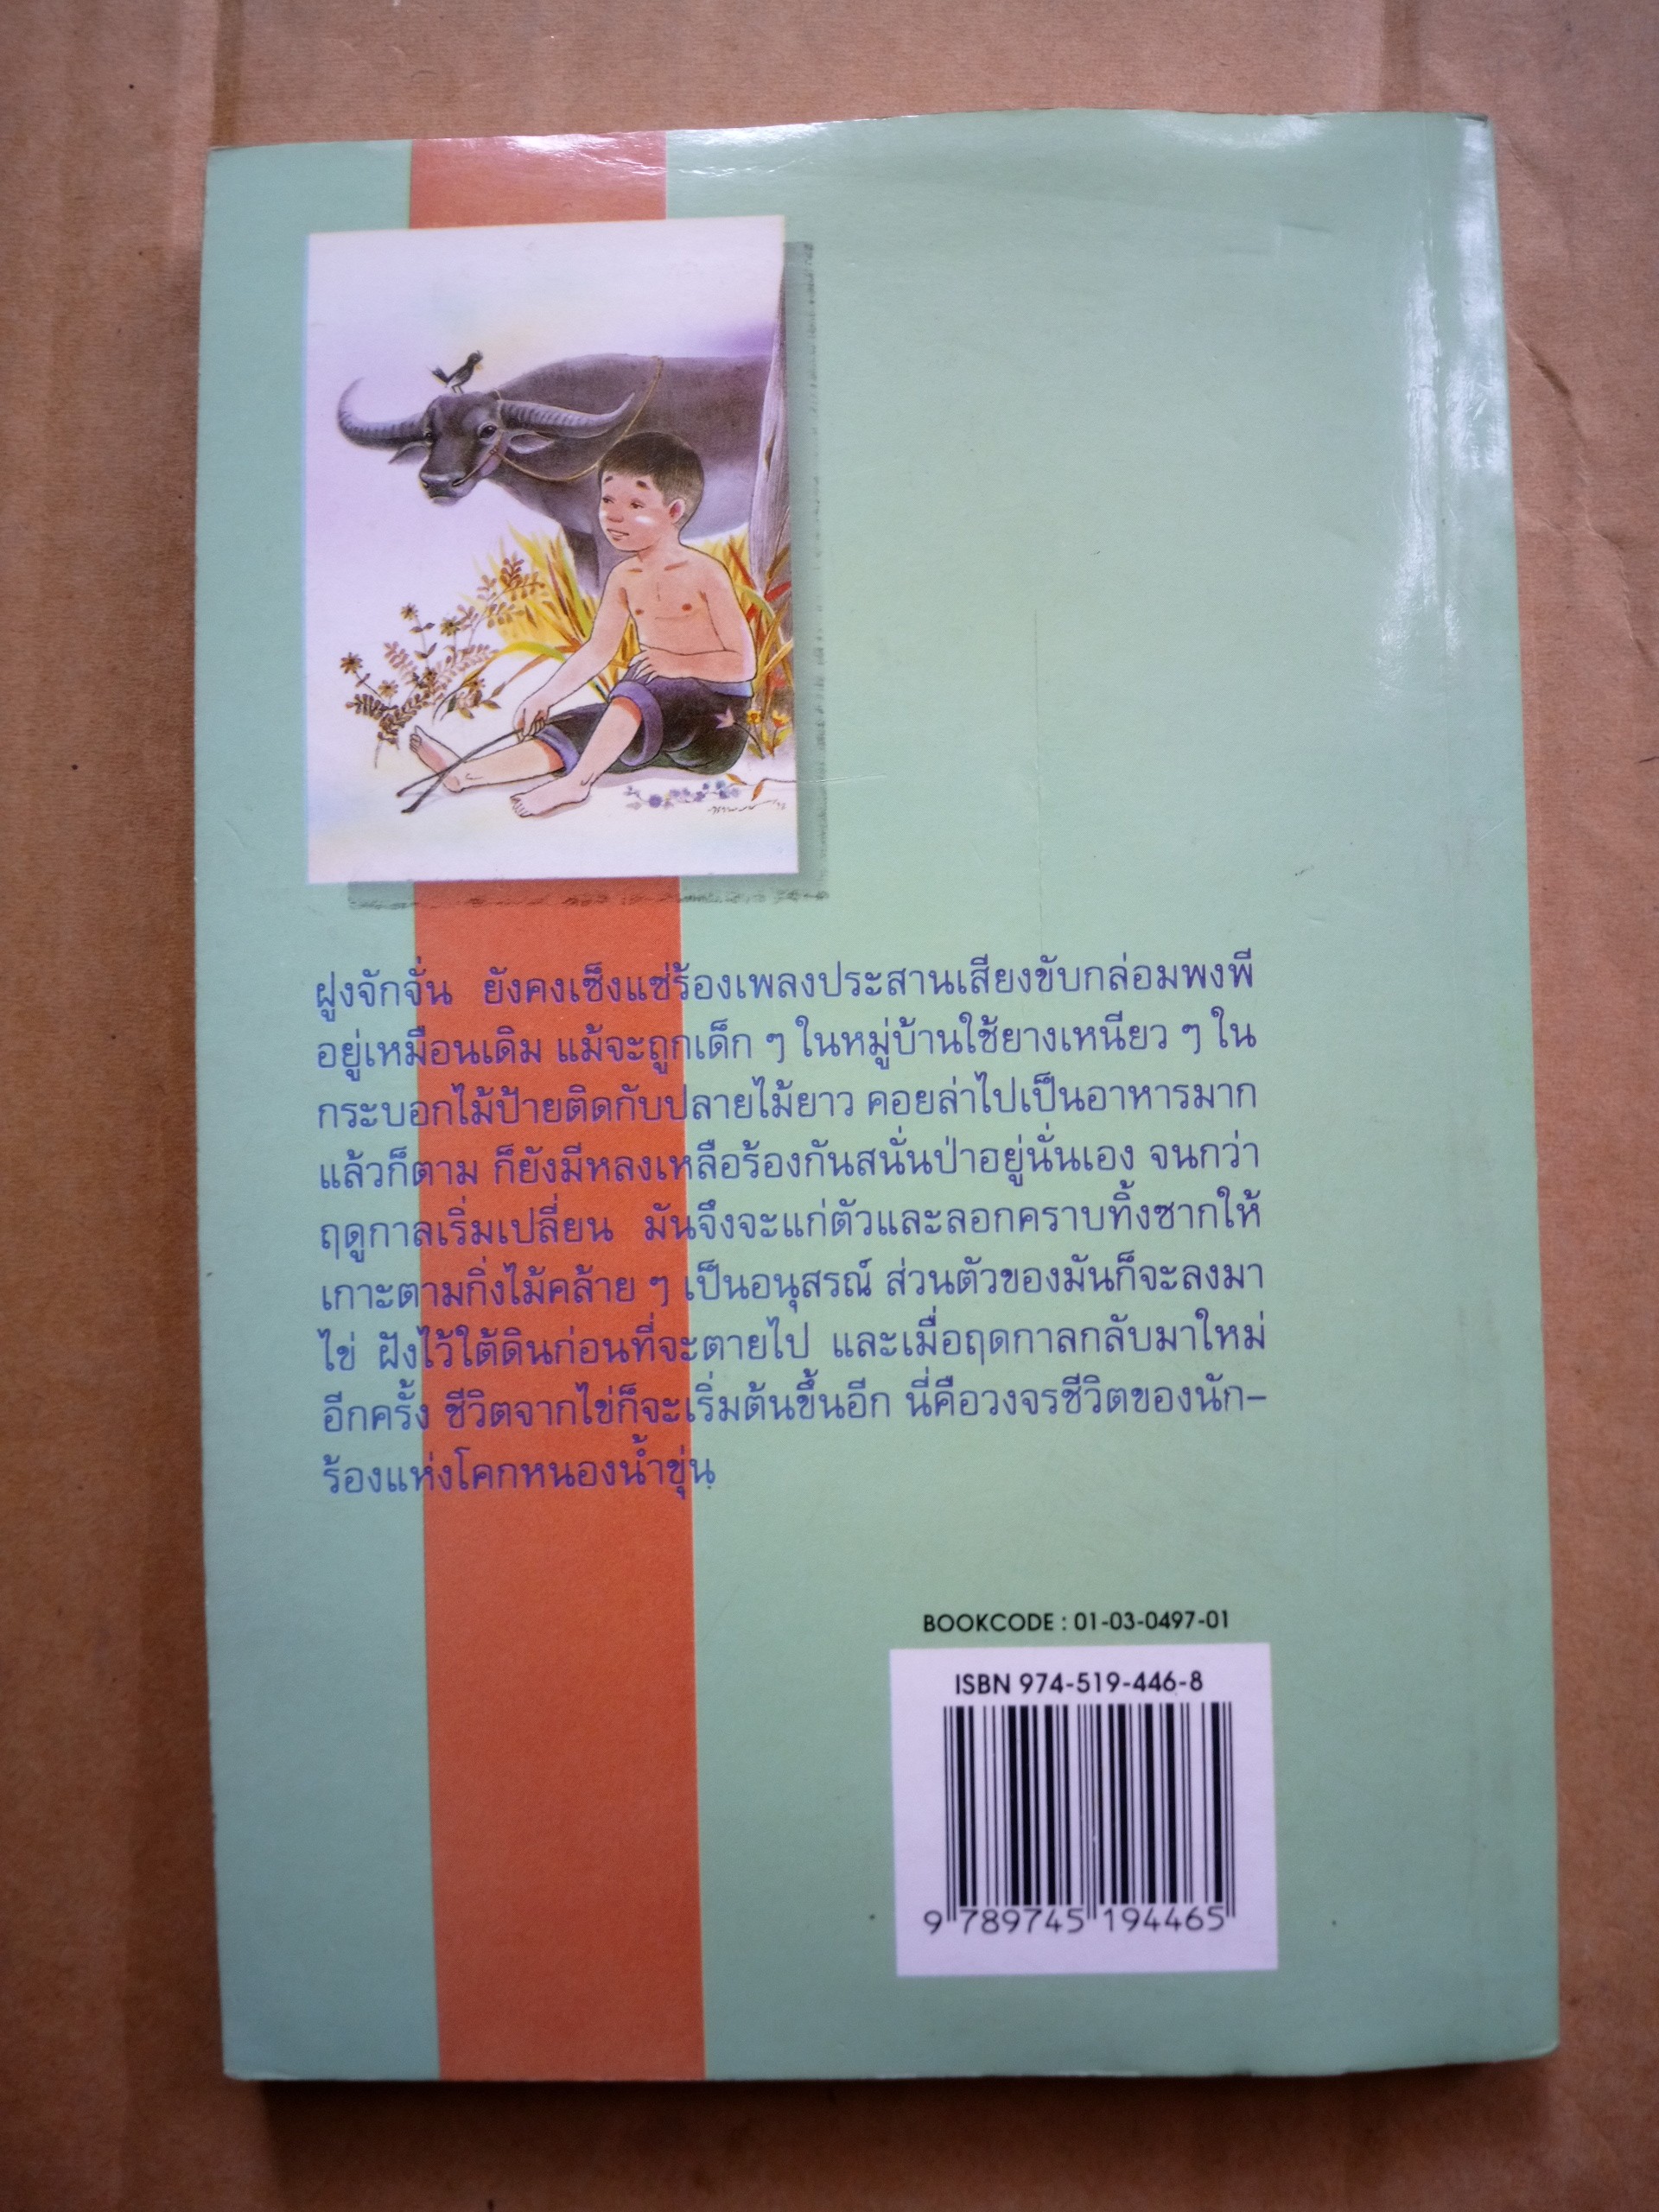 ฝูงจักจั่น ยังคงเซ็งแซ่ร้องเพลงประสานเสียงขับกล่อมพงพี
อยู่เหมือนเดิม แม้จะถูกเด็ก ๆ ในหมู่บ้านใช้ยางเหนียว ๆ ใน
กระบอกไม้ป้ายติดกับปลายไม้ยาว คอยล่าไปเป็นอาหารมาก
แล้วก็ตาม ก็ยังมีหลงเหลือร้องกันสนั่นป่าอยู่นั่นเอง จนกว่า
ฤดูกาลเริ่มเปลี่ยน มันจึงจะแก่ตัวและลอกคราบทิ้งซากให้
เกาะตามกิ่งไม้คล้าย ๆ เป็นอนุสรณ์ ส่วนตัวของมันก็จะลงมา
ไข่ ฝังไว้ใต้ดินก่อนที่จะตายไป และเมื่อฤดูกาลกลับมาใหม่
อีกครั้ง ชีวิตจากไข่ก็จะเริ่มต้นขึ้นอีก นี่คือวงจรชีวิตของนัก-
ร้องแห่งโคกหนองน้ำขุ่น
BOOKCODE : 01-03-0497-01
ISBN 974-519-446-8
9 789745 194465